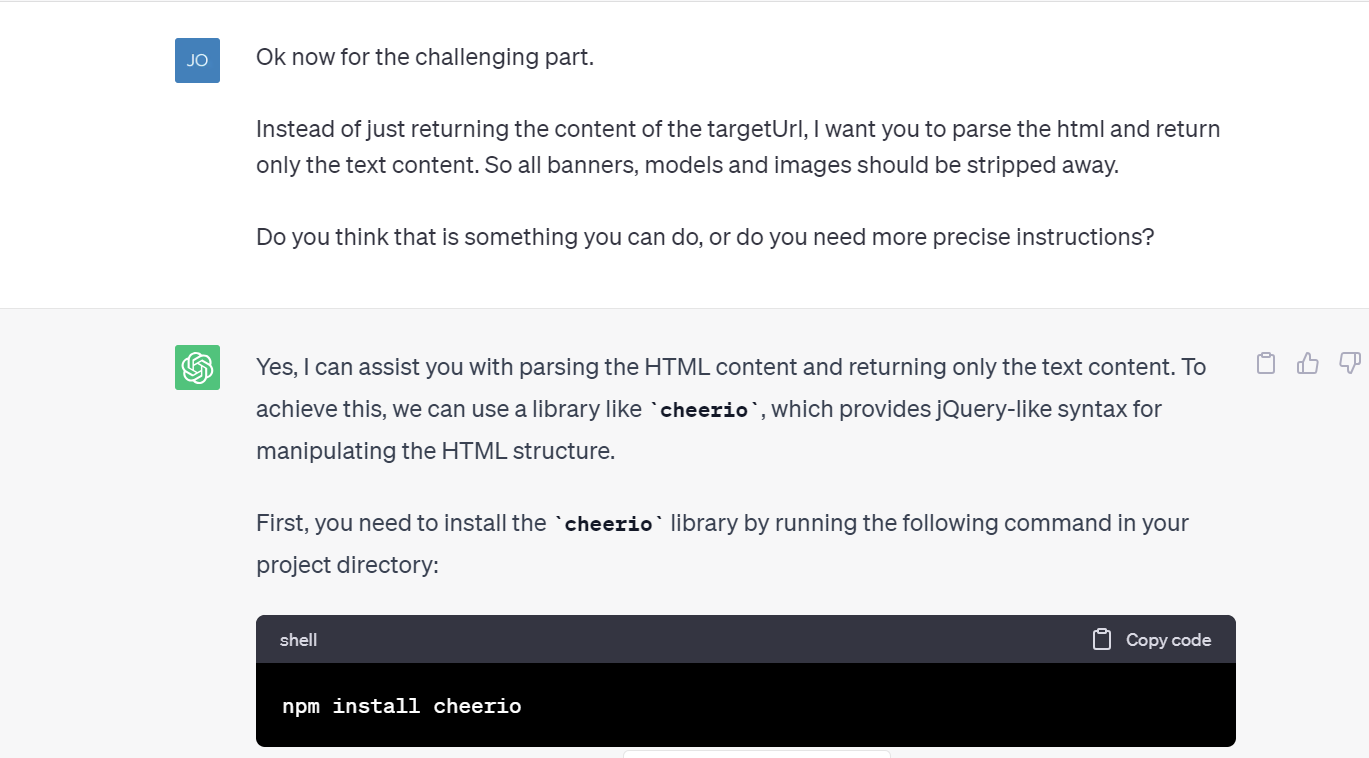 JO
Ok now for the challenging part.
Instead of just returning the content of the targetUrl, I want you to parse the html and return
only the text content. So all banners, models and images should be stripped away.
Do you think that is something you can do, or do you need more precise instructions?
Yes, I can assist you with parsing the HTML content and returning only the text content. To
achieve this, we can use a library like `cheerio`, which provides jQuery-like syntax for
manipulating the HTML structure.
First, you need to install the `cheerio` library by running the following command in your
project directory:
shell
Copy code
npm install cheerio